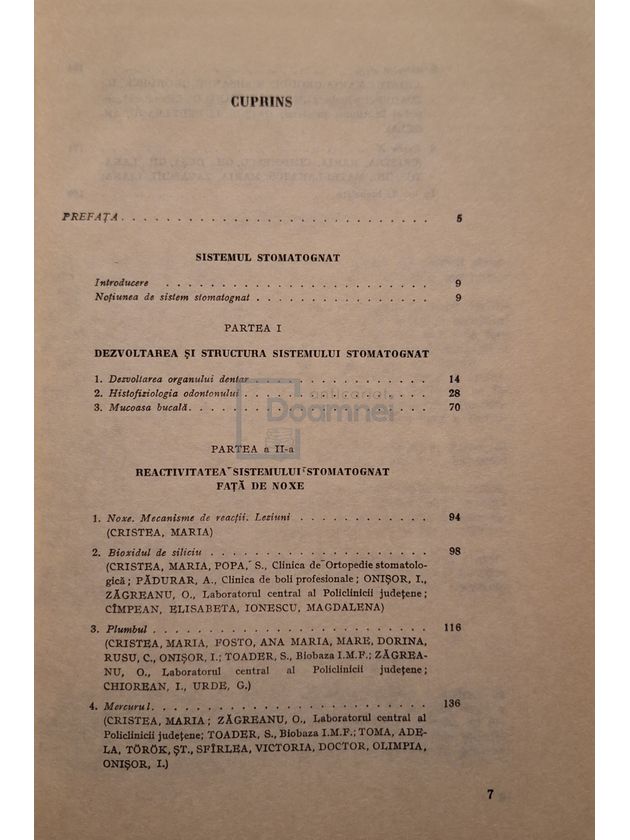 CUPRINS
PREFAȚA . . . . . . . . . . . . . . . . . . . . . . . . . . 5
SISTEMUL STOMATOGNAT
Introducere . . . . . . . . . . . . . . . . . . . . . . 9
Noțiunea de sistem stomatognat . . . . . . . . . . . . . . 9
PARTEA I
DEZVOLTAREA ȘI STRUCTURA SISTEMULUI STOMATOGNAT
1. Dezvoltarea organului dentar . . . . . . . . . . . . . 14
2. Histofiziologia odontonului . . . . . . . . . . . . . . 28
3. Mucoasa bucală . . . . . . . . . . . . . . . . . . 70
anticariat
Doamnei
PARTEA a II-a
REACTIVITATEA SISTEMULUI STOMATOGNAT
FAȚĂ DE NOXE
1. Noxe. Mecanisme de reacții. Leziuni . . . . . . . . . . . 94
(CRISTEA, MARIA)
2. Bioxidul de siliciu . . . . . . . . . . . . . . . . . . 98
(CRISTEA, MARIA, POPA, S., Clinica de Ortopedie stomatolo-
gică; PĂDURAR, A., Clinica de boli profesionale; ONIȘOR, I.,
ZĂGREANU, O., Laboratorul central al Policlinicii județene;
CÎMPEAN, ELISABETA, IONESCU, MAGDALENA)
3. Plumbul . . . . . . . . . . . . . . . . . . . . . . . 116
(CRISTEA, MARIA, FOSTO, ANA MARIA, MARE, DORINA,
RUSU, C., ONIȘOR, I.; TOADER, S., Biobaza I.M.F.; ZĂGREA-
NU, O., Laboratorul central al Policlinicii județene;
CHIOREAN, I., URDE, G.)
4. Mercurul . . . . . . . . . . . . . . . . . . . . . . . 136
(CRISTEA, MARIA; ZĂGREANU, O., Laboratorul central al
Policlinicii județene; TOADER, S., Biobaza I.M.F.; TOMA, ADE-
LA, TÖRÖK, ȘT., SFÎRLEA, VICTORIA, DOCTOR, OLIMPIA,
ONIȘOR, I.)
7